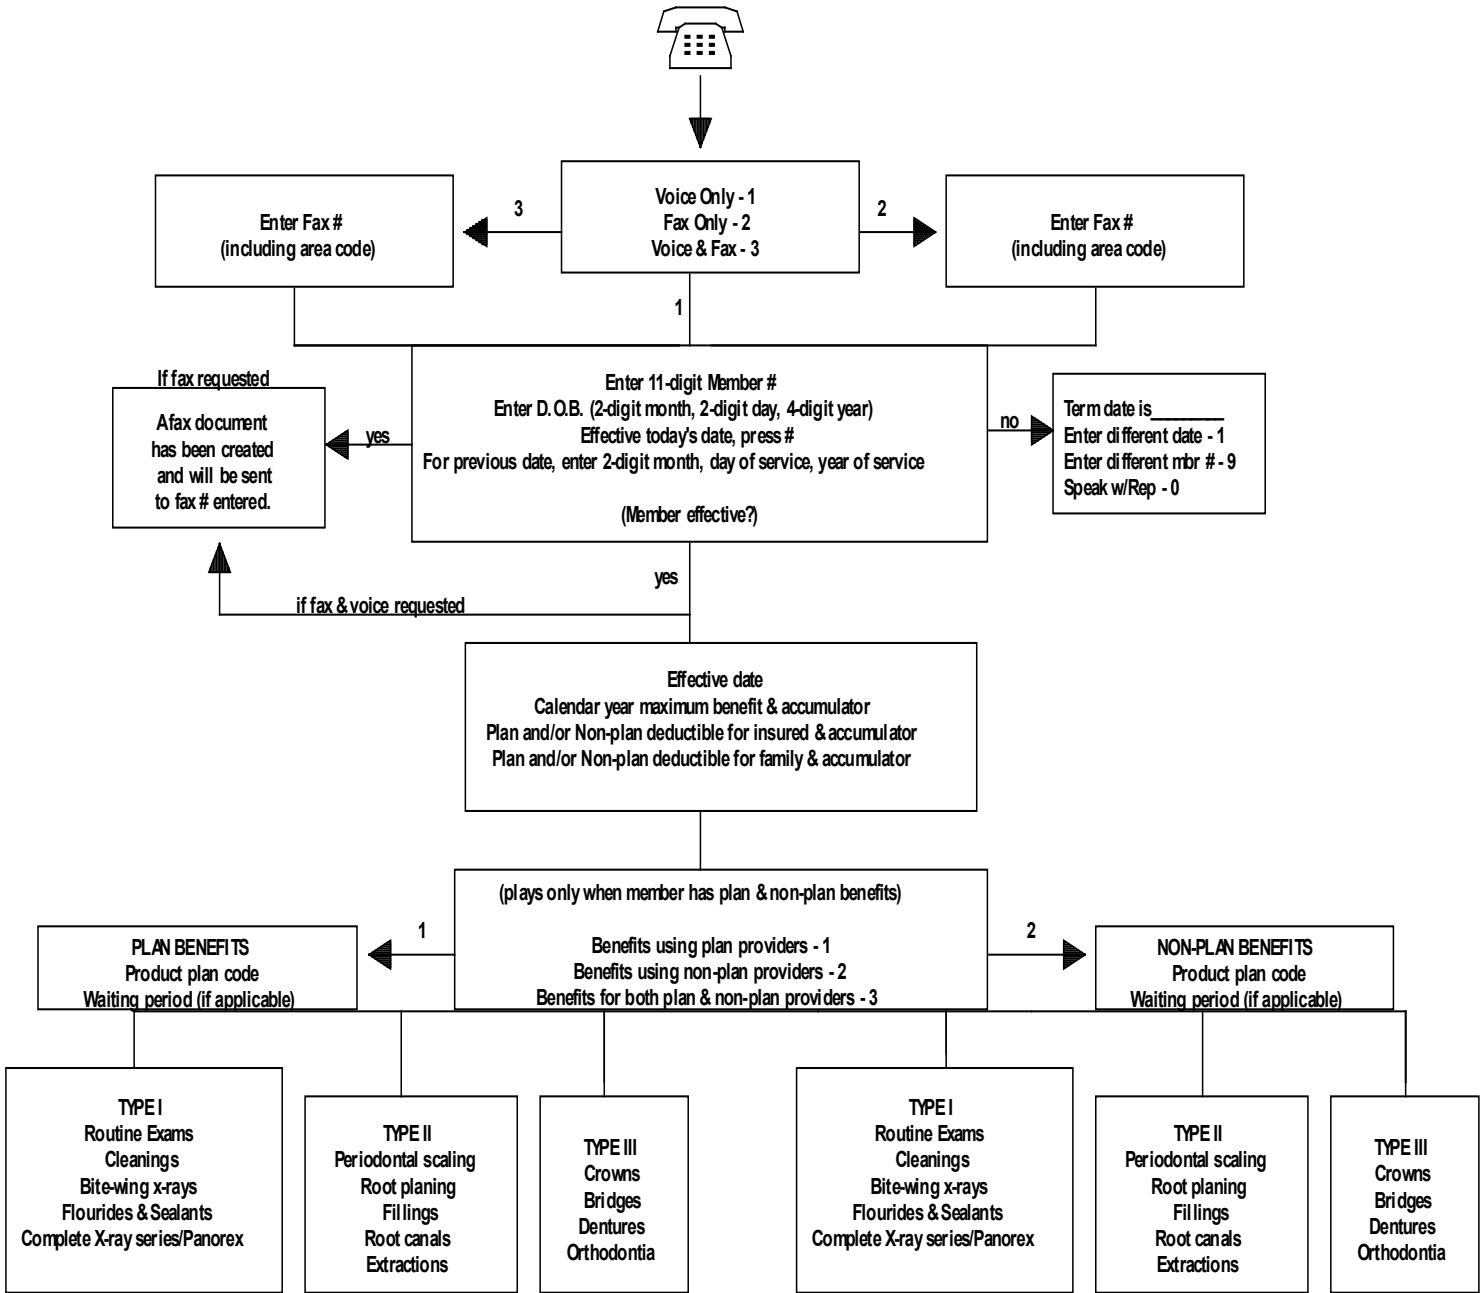 Voice Only - 1
Fax Only - 2
Voice & Fax - 3
3
2
1
Enter Fax #
(including area code)
Enter Fax #
(including area code)
Enter 11-digit Member #
Enter D.O.B. (2-digit month, 2-digit day, 4-digit year)
Effective today's date, press #
For previous date, enter 2-digit month, day of service, year of service
(Member effective?)
If fax requested
yes
A fax document
has been created
and will be sent
to fax # entered.
no
Term date is_________
Enter different date - 1
Enter different mbr # - 9
Speak w/Rep - 0
yes
if fax & voice requested
Effective date
Calendar year maximum benefit & accumulator
Plan and/or Non-plan deductible for insured & accumulator
Plan and/or Non-plan deductible for family & accumulator
(plays only when member has plan & non-plan benefits)
Benefits using plan providers - 1
Benefits using non-plan providers - 2
Benefits for both plan & non-plan providers - 3
1
2
PLAN BENEFITS
Product plan code
Waiting period (if applicable)
NON-PLAN BENEFITS
Product plan code
Waiting period (if applicable)
TYPE I
Routine Exams
Cleanings
Bite-wing x-rays
Flourides & Sealants
Complete X-ray series/Panorex
TYPE II
Periodontal scaling
Root planing
Fillings
Root canals
Extractions
TYPE III
Crowns
Bridges
Dentures
Orthodontia
TYPE I
Routine Exams
Cleanings
Bite-wing x-rays
Flourides & Sealants
Complete X-ray series/Panorex
TYPE II
Periodontal scaling
Root planing
Fillings
Root canals
Extractions
TYPE III
Crowns
Bridges
Dentures
Orthodontia